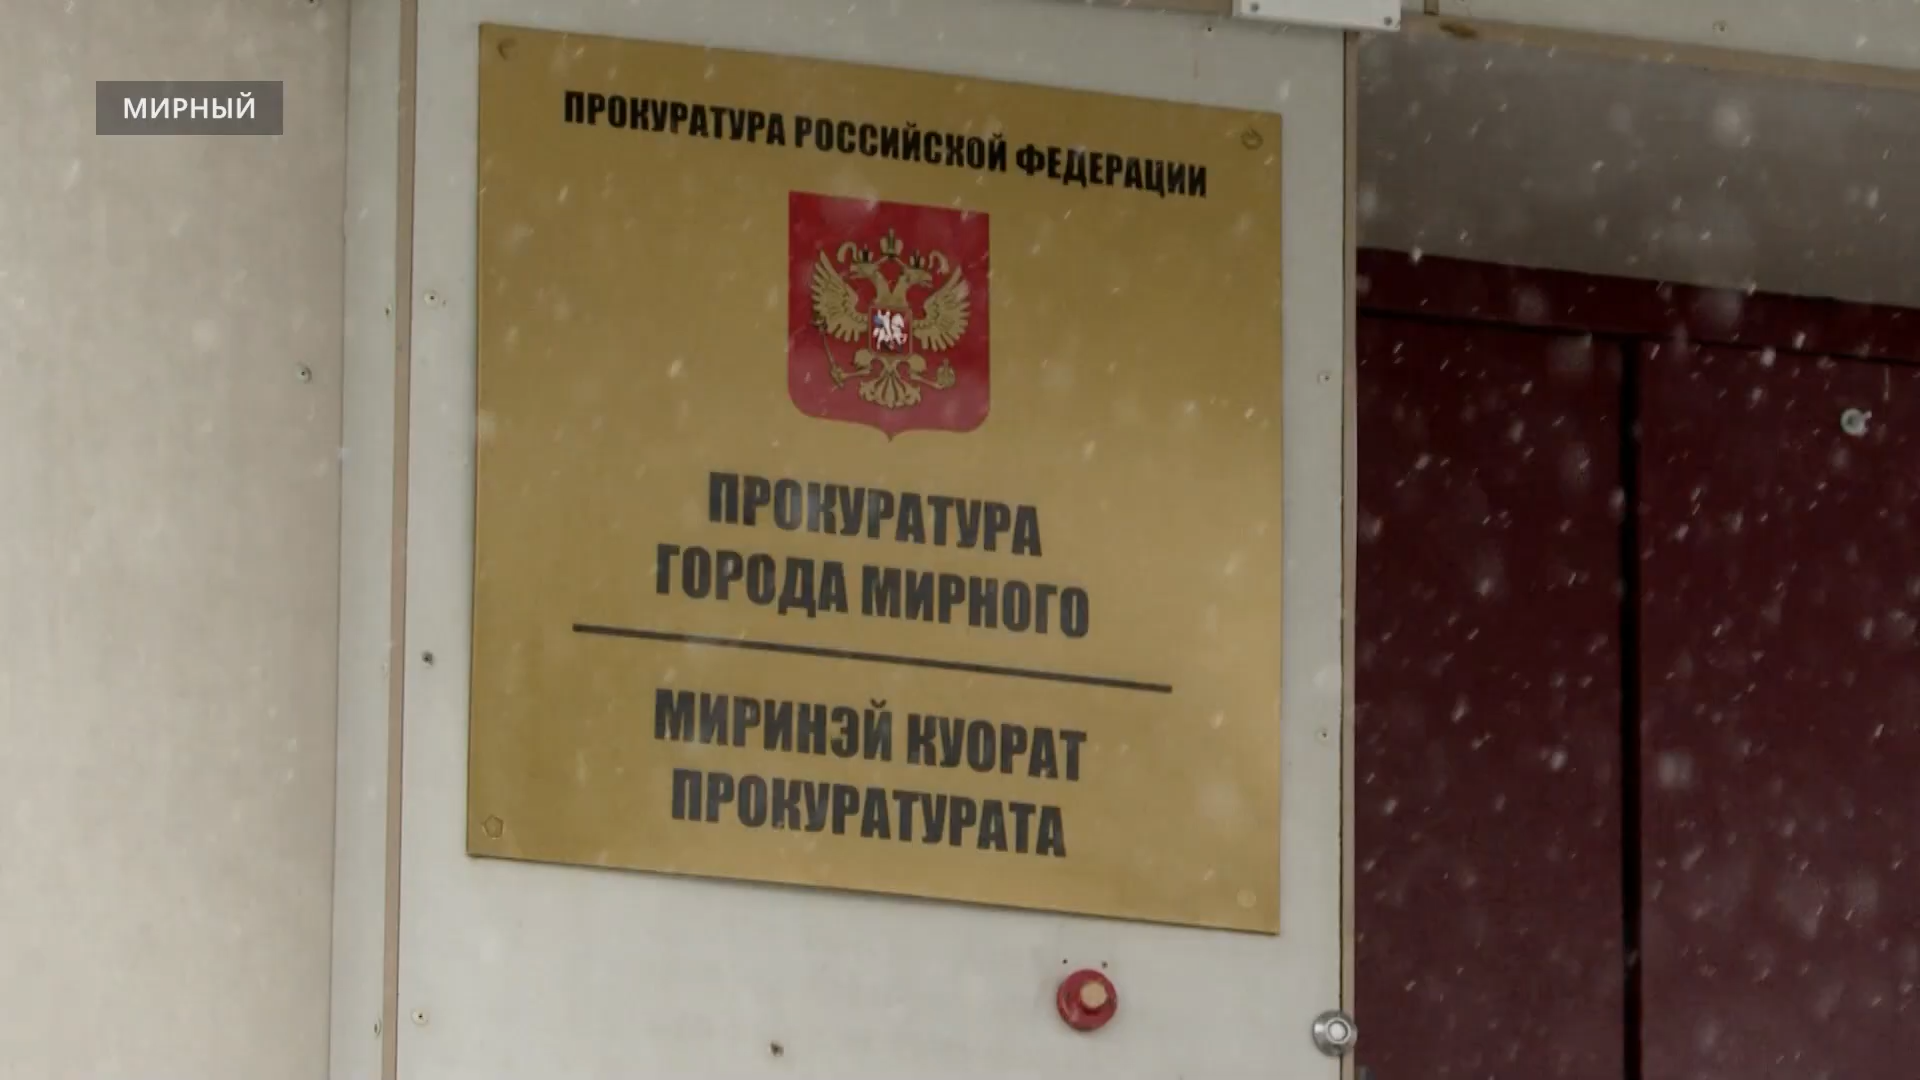 МИРНЫЙ
ПРОКУРАТУРА РОССИЙСКОЙ ФЕДЕРАЦИИ
ПРОКУРАТУРА
ГОРОДА МИРНОГО
МИРИНЭЙ КУОРАТ
ПРОКУРАТУРАТА